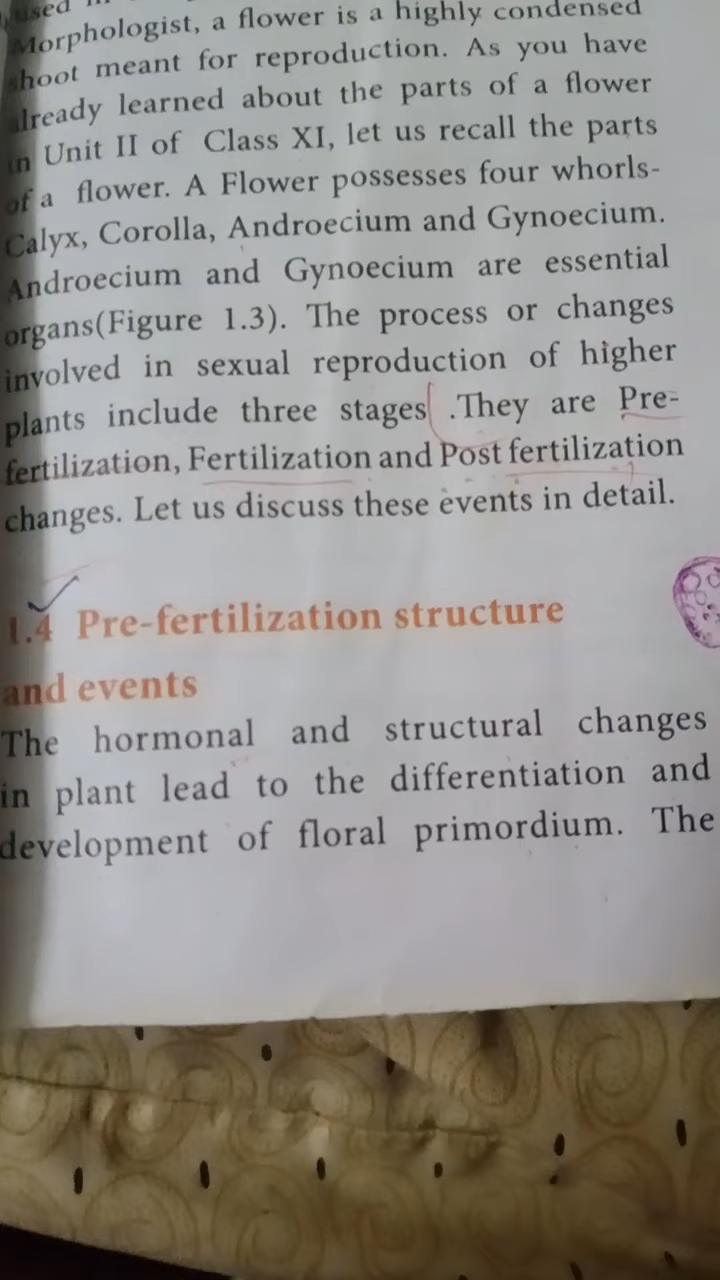 used
Morphologist, a flower is a highly condensed
shoot meant for reproduction. As you have
already learned about the parts of a flower
in Unit II of Class XI, let us recall the parts
of a flower. A Flower possesses four whorls-
Calyx, Corolla, Androecium and Gynoecium.
Androecium and Gynoecium are essential
organs(Figure 1.3). The process or changes
involved in sexual reproduction of higher
plants include three stages .They are Pre-
fertilization, Fertilization and Post fertilization
changes. Let us discuss these events in detail.
1.4 Pre-fertilization structure
and events
The hormonal and structural changes
in plant lead to the differentiation and
development of floral primordium. The